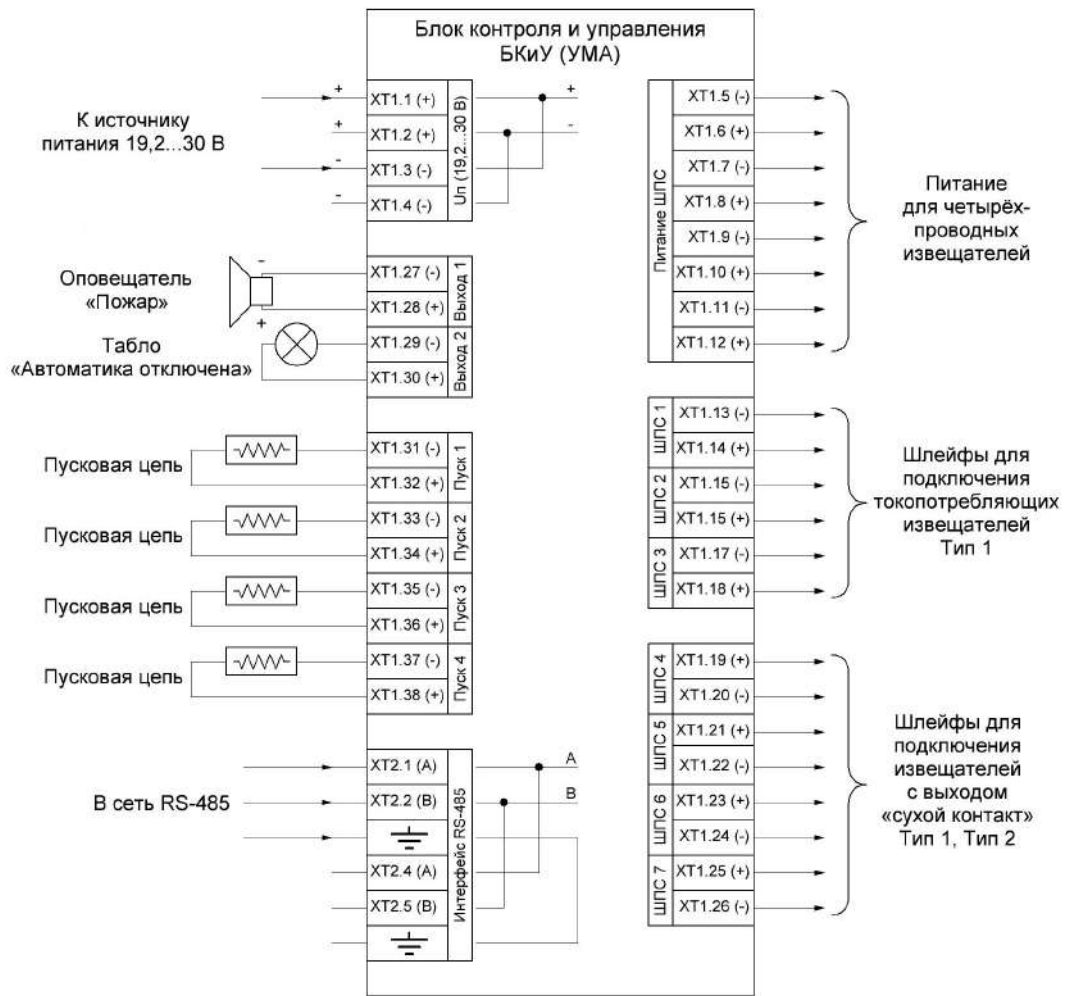 Блок контроля и управления
БКиУ (УМА)
К источнику
питания 19,2...30 В
+
XT1.1 (+)
+
XT1.2 (+)
-
XT1.3 (-)
-
XT1.4 (-)
Uп (19,2...30 В)
+
-
Оповещатель
«Пожар»
-
+
XT1.27 (-)
XT1.28 (+)
Выход 1
Табло
«Автоматика отключена»
XT1.29 (-)
XT1.30 (+)
Выход 2
Пусковая цепь
XT1.31 (-)
XT1.32 (+)
Пуск 1
Пусковая цепь
XT1.33 (-)
XT1.34 (+)
Пуск 2
Пусковая цепь
XT1.35 (-)
XT1.36 (+)
Пуск 3
Пусковая цепь
XT1.37 (-)
XT1.38 (+)
Пуск 4
В сеть RS-485
XT2.1 (A)
XT2.2 (B)
XT2.4 (A)
XT2.5 (B)
Интерфейс RS-485
A
B
Питание ШПС
XT1.5 (-)
XT1.6 (+)
XT1.7 (-)
XT1.8 (+)
XT1.9 (-)
XT1.10 (+)
XT1.11 (-)
XT1.12 (+)
Питание
для четырёх-
проводных
извещателей
ШПС 1
XT1.13 (-)
XT1.14 (+)
ШПС 2
XT1.15 (-)
XT1.15 (+)
ШПС 3
XT1.17 (-)
XT1.18 (+)
Шлейфы для
подключения
токопотребляющих
извещателей
Тип 1
ШПС 4
XT1.19 (+)
XT1.20 (-)
ШПС 5
XT1.21 (+)
XT1.22 (-)
ШПС 6
XT1.23 (+)
XT1.24 (-)
ШПС 7
XT1.25 (+)
XT1.26 (-)
Шлейфы для
подключения
извещателей
с выходом
«сухой контакт»
Тип 1, Тип 2